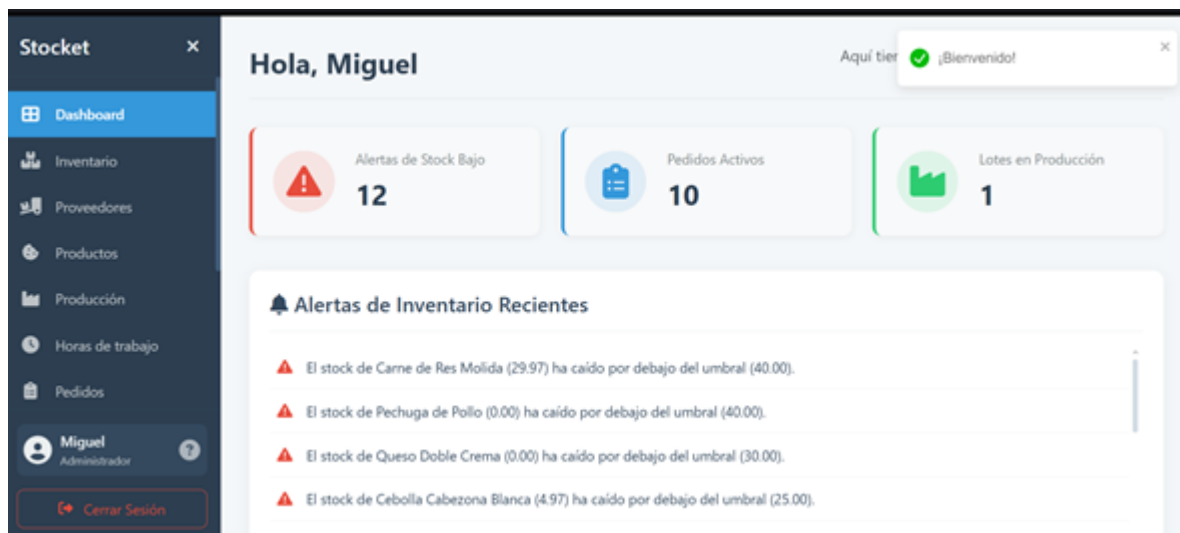 Stocket ×
Dashboard
Inventario
Proveedores
Productos
Producción
Horas de trabajo
Pedidos
Miguel
Administrador
?
Cerrar Sesión
Hola, Miguel
Aquí tier
¡Bienvenido! ×
Alertas de Stock Bajo
12
Pedidos Activos
10
Lotes en Producción
1
Alertas de Inventario Recientes
El stock de Carne de Res Molida (29.97) ha caído por debajo del umbral (40.00).
El stock de Pechuga de Pollo (0.00) ha caído por debajo del umbral (40.00).
El stock de Queso Doble Crema (0.00) ha caído por debajo del umbral (30.00).
El stock de Cebolla Cabezona Blanca (4.97) ha caído por debajo del umbral (25.00).